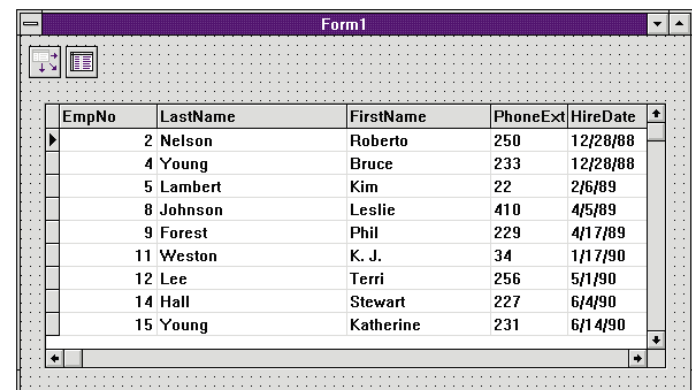 Form1
EmpNo LastName FirstName PhoneExt HireDate
2 Nelson Roberto 250 12/28/88
4 Young Bruce 233 12/28/88
5 Lambert Kim 22 2/6/89
8 Johnson Leslie 410 4/5/89
9 Forest Phil 229 4/17/89
11 Weston K. J. 34 1/17/90
12 Lee Terri 256 5/1/90
14 Hall Stewart 227 6/4/90
15 Young Katherine 231 6/14/90